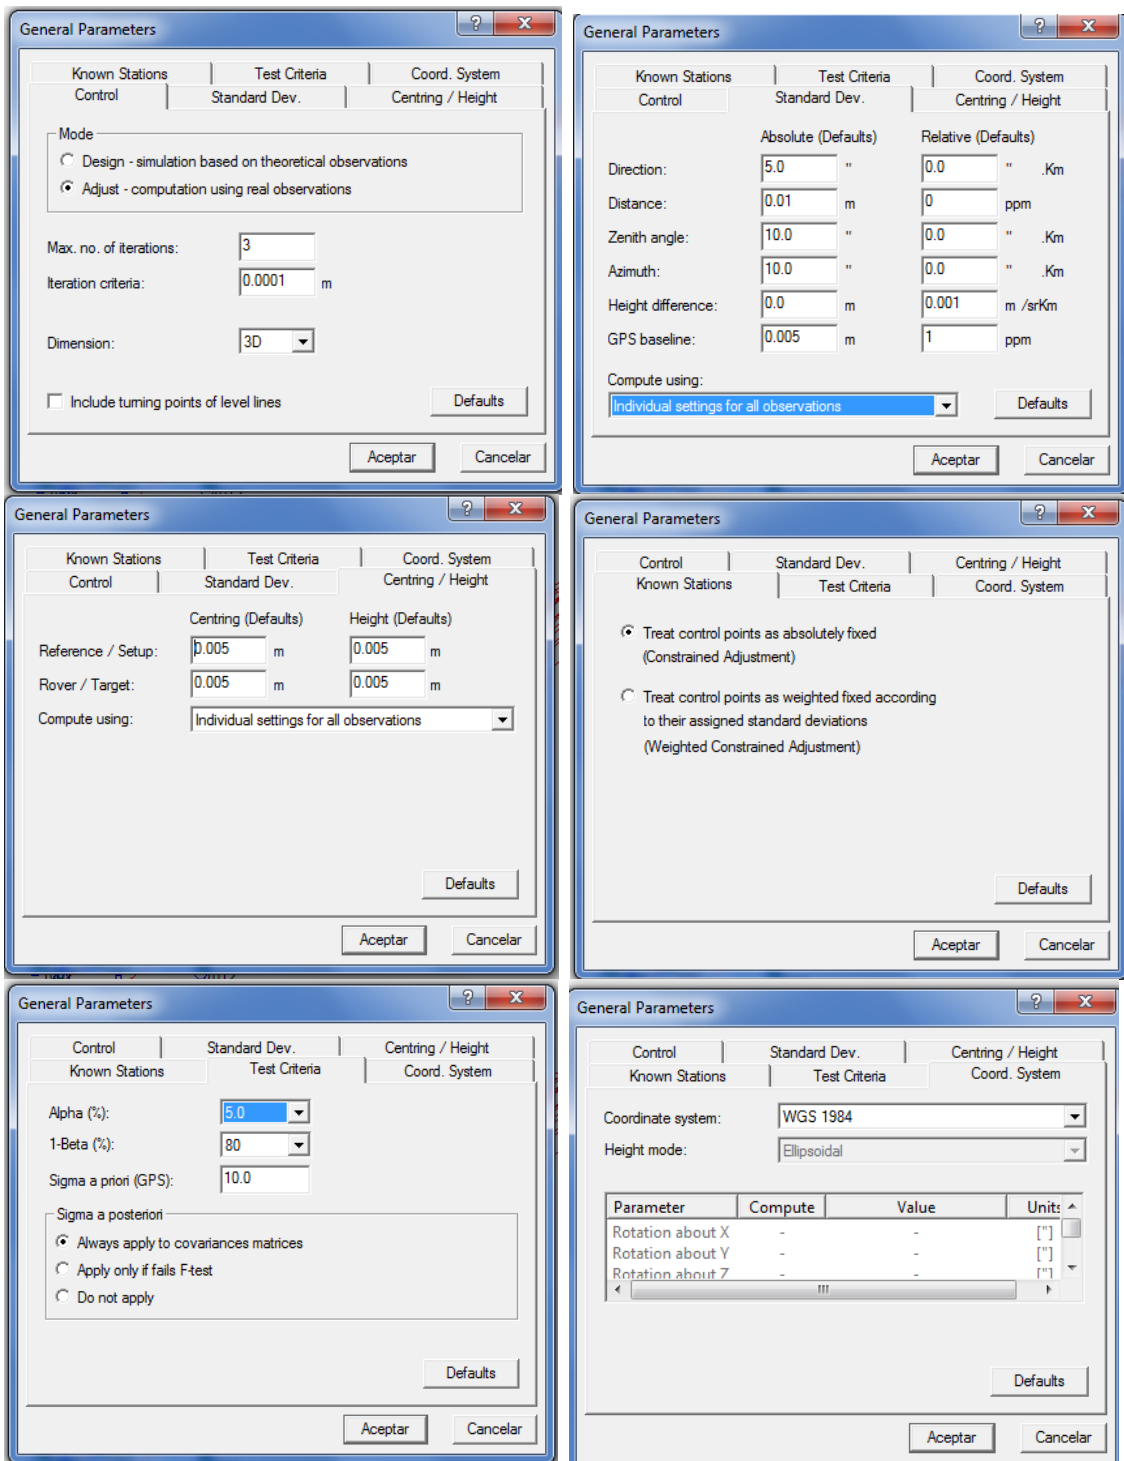 General Parameters
Known Stations Test Criteria Coord. System
Control Standard Dev. Centring / Height
Mode
Design - simulation based on theoretical observations
Adjust - computation using real observations
Max. no. of iterations: 3
Iteration criteria: 0.0001 m
Dimension: 3D
Include turning points of level lines Defaults
Aceptar Cancelar
General Parameters
Known Stations Test Criteria Coord. System
Control Standard Dev. Centring / Height
Absolute (Defaults) Relative (Defaults)
Direction: 5.0 " 0.0 " .Km
Distance: 0.01 m 0 ppm
Zenith angle: 10.0 " 0.0 " .Km
Azimuth: 10.0 " 0.0 " .Km
Height difference: 0.0 m 0.001 m /srKm
GPS baseline: 0.005 m 1 ppm
Compute using:
Individual settings for all observations Defaults
Aceptar Cancelar
General Parameters
Known Stations Test Criteria Coord. System
Control Standard Dev. Centring / Height
Centring (Defaults) Height (Defaults)
Reference / Setup: 0.005 m 0.005 m
Rover / Target: 0.005 m 0.005 m
Compute using: Individual settings for all observations
Defaults
Aceptar Cancelar
General Parameters
Control Standard Dev. Centring / Height
Known Stations Test Criteria Coord. System
Treat control points as absolutely fixed
(Constrained Adjustment)
Treat control points as weighted fixed according
to their assigned standard deviations
(Weighted Constrained Adjustment)
Defaults
Aceptar Cancelar
General Parameters
Control Standard Dev. Centring / Height
Known Stations Test Criteria Coord. System
Alpha (%): 5.0
1-Beta (%): 80
Sigma a priori (GPS): 10.0
Sigma a posteriori
Always apply to covariances matrices
Apply only if fails F-test
Do not apply
Defaults
Aceptar Cancelar
General Parameters
Control Standard Dev. Centring / Height
Known Stations Test Criteria Coord. System
Coordinate system: WGS 1984
Height mode: Ellipsoidal
Parameter Compute Value Units
Rotation about X - - ["]
Rotation about Y - - ["]
Rotation about Z - - ["]
Defaults
Aceptar Cancelar